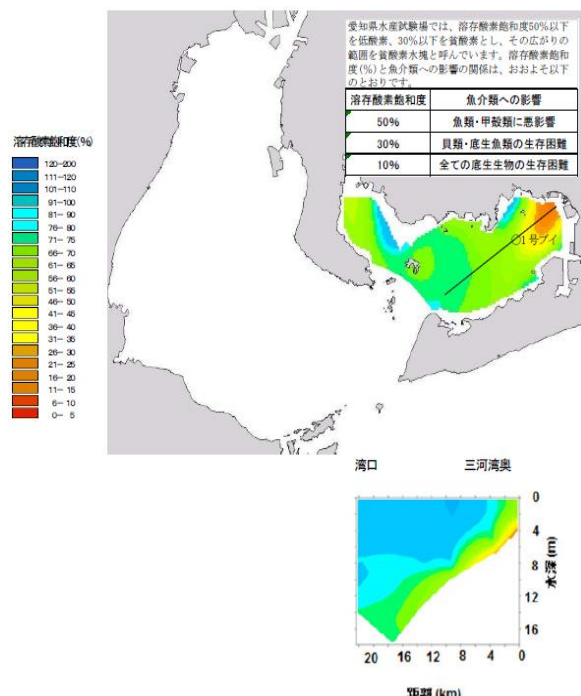 愛知県水産試験場では、溶存酸素飽和度50%以下
を低酸素、30%以下を貧酸素とし、その広がりの
範囲を貧酸素水塊と呼んでいます。溶存酸素飽和
度(%)と魚介類への影響の関係は、おおよそ以下
のとおりです。
溶存酸素飽和度 魚介類への影響
50% 魚類・甲殻類に悪影響
30% 貝類・底生魚類の生存困難
10% 全ての底生生物の生存困難
溶存酸素飽和度(%)
120-200
111-120
101-110
91-100
81- 90
76- 80
71- 75
66- 70
61- 65
56- 60
51- 55
46- 50
41- 45
36- 40
31- 35
26- 30
21- 25
16- 20
11- 15
6- 10
0- 5
○1号ブイ
湾口 三河湾奥
0
4
8
12
16
水深(m)
20 16 12 8 4 0
距離(km)